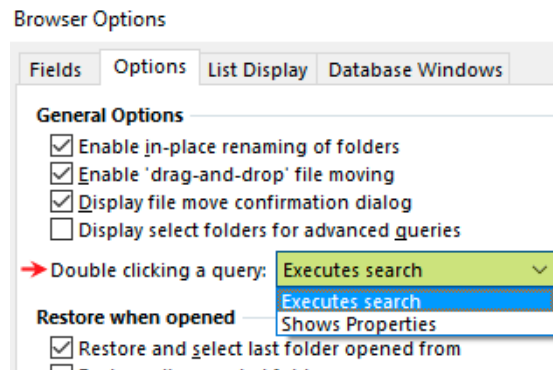 Browser Options
Fields Options List Display Database Windows
General Options
Enable in-place renaming of folders
Enable 'drag-and-drop' file moving
Display file move confirmation dialog
Display select folders for advanced queries
Double clicking a query: Executes search
Executes search
Shows Properties
Restore when opened
Restore and select last folder opened from